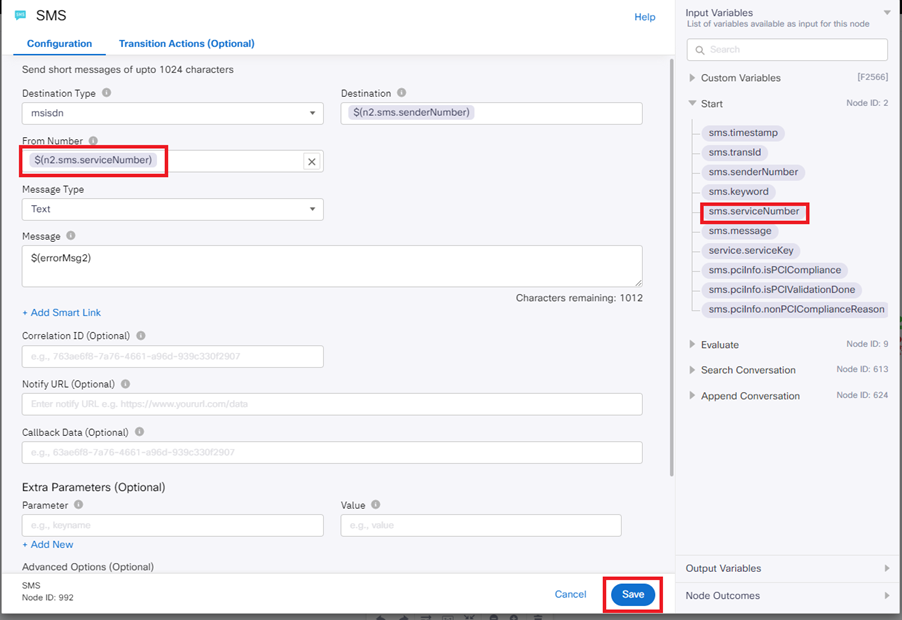 SMS
Help
Configuration
Transition Actions (Optional)
Send short messages of upto 1024 characters
Destination Type
Destination
msisdn
$(n2.sms.senderNumber)
From Number
$(n2.sms.serviceNumber)
Message Type
Text
Message
$(errorMsg2)
Characters remaining: 1012
+ Add Smart Link
Correlation ID (Optional)
e.g., 763ae6f8-7a76-4661-a96d-939c330f2907
Notify URL (Optional)
Enter notify URL e.g. https://www.yoururl.com/data
Callback Data (Optional)
e.g., 63ae6f8-7a76-4661-a96d-939c330f2907
Extra Parameters (Optional)
Parameter
Value
e.g., keyname
e.g., value
+ Add New
Advanced Options (Optional)
SMS
Node ID: 992
Cancel
Save
Input Variables
List of variables available as input for this node
Search
Custom Variables
[F2566]
Start
Node ID: 2
sms.timestamp
sms.transId
sms.senderNumber
sms.keyword
sms.serviceNumber
sms.message
service.serviceKey
sms.pciInfo.isPCICompliance
sms.pciInfo.isPCIValidationDone
sms.pciInfo.nonPCIComplianceReason
Evaluate
Node ID: 9
Search Conversation
Node ID: 613
Append Conversation
Node ID: 624
Output Variables
Node Outcomes